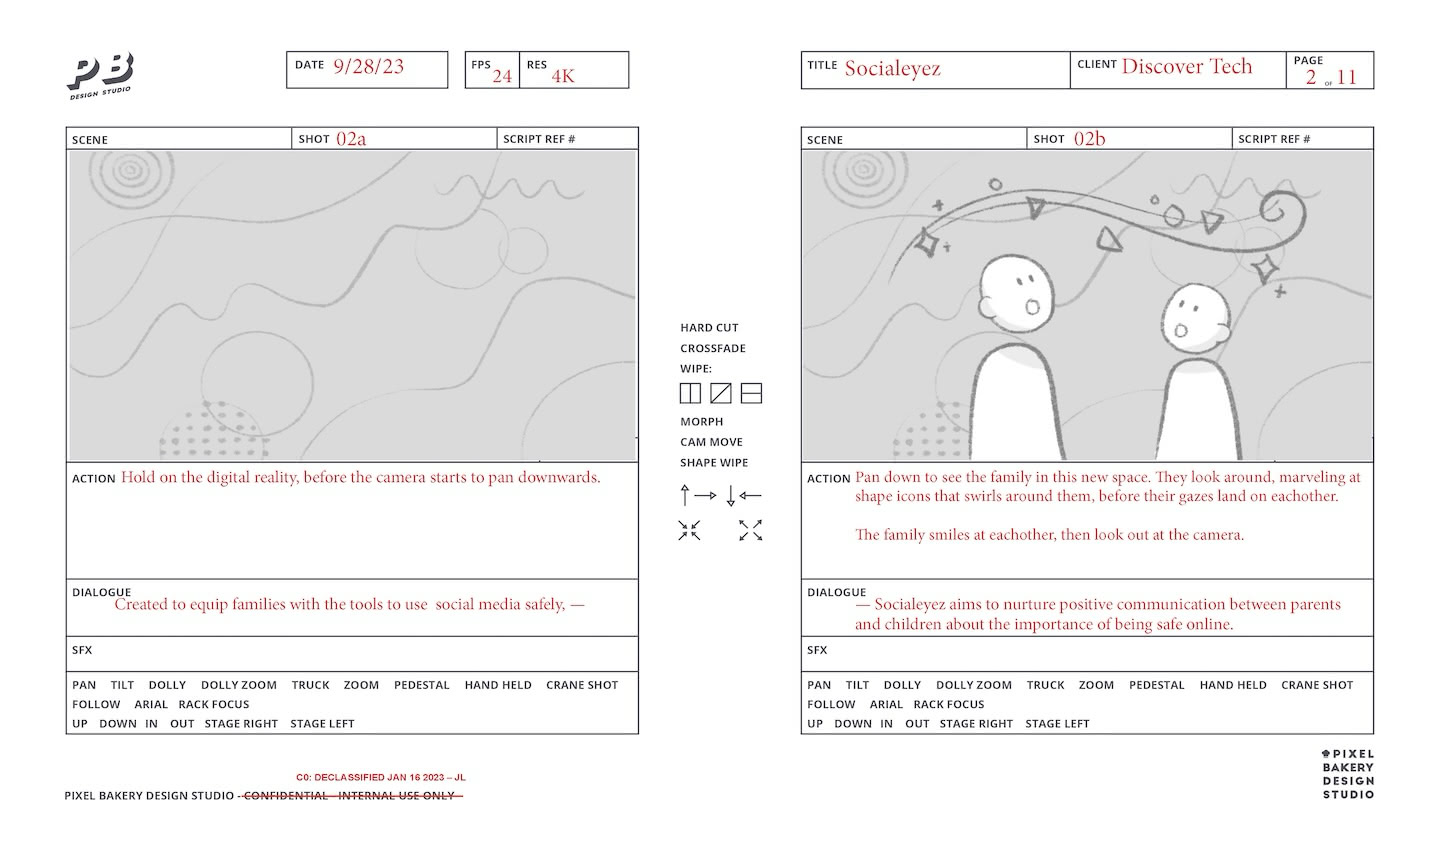 PB
DESIGN STUDIO
DATE 9/28/23
FPS 24
RES 4K
TITLE Socialeyez
CLIENT Discover Tech
PAGE 2 of 11
SCENE
SHOT 02a
SCRIPT REF #
ACTION Hold on the digital reality, before the camera starts to pan downwards.
DIALOGUE
Created to equip families with the tools to use social media safely, —
SFX
PAN TILT DOLLY DOLLY ZOOM TRUCK ZOOM PEDESTAL HAND HELD CRANE SHOT
FOLLOW ARIAL RACK FOCUS
UP DOWN IN OUT STAGE RIGHT STAGE LEFT
HARD CUT
CROSSFADE
WIPE:
MORPH
CAM MOVE
SHAPE WIPE
SCENE
SHOT 02b
SCRIPT REF #
ACTION Pan down to see the family in this new space. They look around, marveling at
shape icons that swirls around them, before their gazes land on eachother.
The family smiles at eachother, then look out at the camera.
DIALOGUE
— Socialeyez aims to nurture positive communication between parents
and children about the importance of being safe online.
SFX
PAN TILT DOLLY DOLLY ZOOM TRUCK ZOOM PEDESTAL HAND HELD CRANE SHOT
FOLLOW ARIAL RACK FOCUS
UP DOWN IN OUT STAGE RIGHT STAGE LEFT
C0: DECLASSIFIED JAN 16 2023 – JL
PIXEL BAKERY DESIGN STUDIO - CONFIDENTIAL - INTERNAL USE ONLY
PIXEL
BAKERY
DESIGN
STUDIO